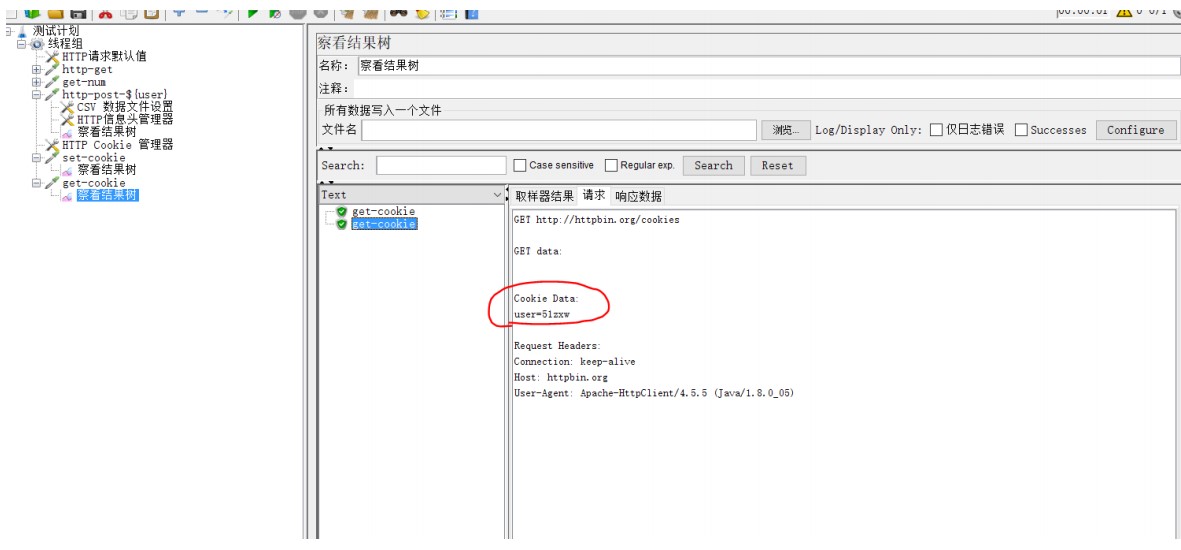 测试计划
线程组
HTTP请求默认值
http-get
get-num
http-post-${user}
CSV 数据文件设置
HTTP信息头管理器
察看结果树
HTTP Cookie 管理器
set-cookie
察看结果树
get-cookie
察看结果树
00:00:01 0 0/1
察看结果树
名称: 察看结果树
注释:
所有数据写入一个文件
文件名 浏览... Log/Display Only: 仅日志错误 Successes Configure
Search: Case sensitive Regular exp. Search Reset
Text 取样器结果 请求 响应数据
get-cookie
get-cookie
GET http://httpbin.org/cookies
GET data:
Cookie Data:
user=51zxw
Request Headers:
Connection: keep-alive
Host: httpbin.org
User-Agent: Apache-HttpClient/4.5.5 (Java/1.8.0_05)